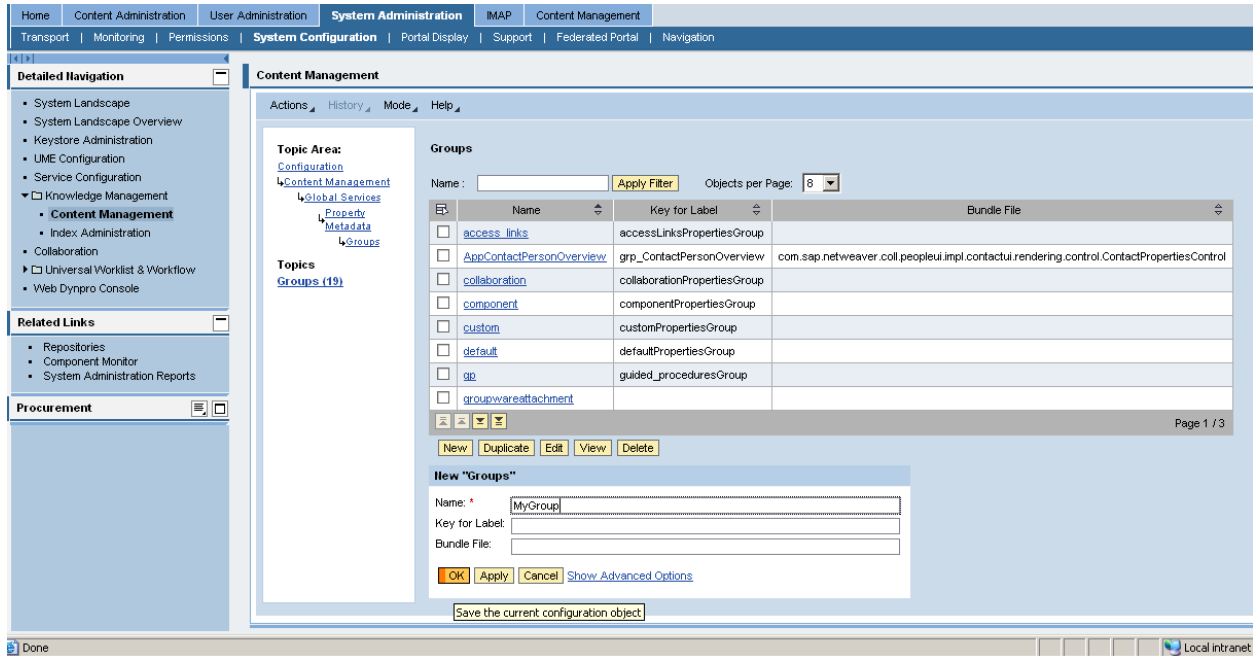 Home Content Administration User Administration System Administration IMAP Content Management
Transport | Monitoring | Permissions | System Configuration | Portal Display | Support | Federated Portal | Navigation
Detailed Navigation
System Landscape
System Landscape Overview
Keystore Administration
UME Configuration
Service Configuration
Knowledge Management
Content Management
Index Administration
Collaboration
Universal Worklist & Workflow
Web Dynpro Console
Related Links
Repositories
Component Monitor
System Administration Reports
Procurement
Content Management
Actions History Mode Help
Topic Area:
Configuration
Content Management
Global Services
Property
Metadata
Groups
Topics
Groups (19)
Groups
Name : Apply Filter Objects per Page: 8
Name Key for Label Bundle File
access_links accessLinksPropertiesGroup
AppContactPersonOverview grp_ContactPersonOverview com.sap.netweaver.coll.peopleui.impl.contactui.rendering.control.ContactPropertiesControl
collaboration collaborationPropertiesGroup
component componentPropertiesGroup
custom customPropertiesGroup
default defaultPropertiesGroup
gp guided_proceduresGroup
groupwareattachment
Page 1 / 3
New Duplicate Edit View Delete
New "Groups"
Name: * MyGroup
Key for Label:
Bundle File:
OK Apply Cancel Show Advanced Options
Save the current configuration object
Done Local intranet